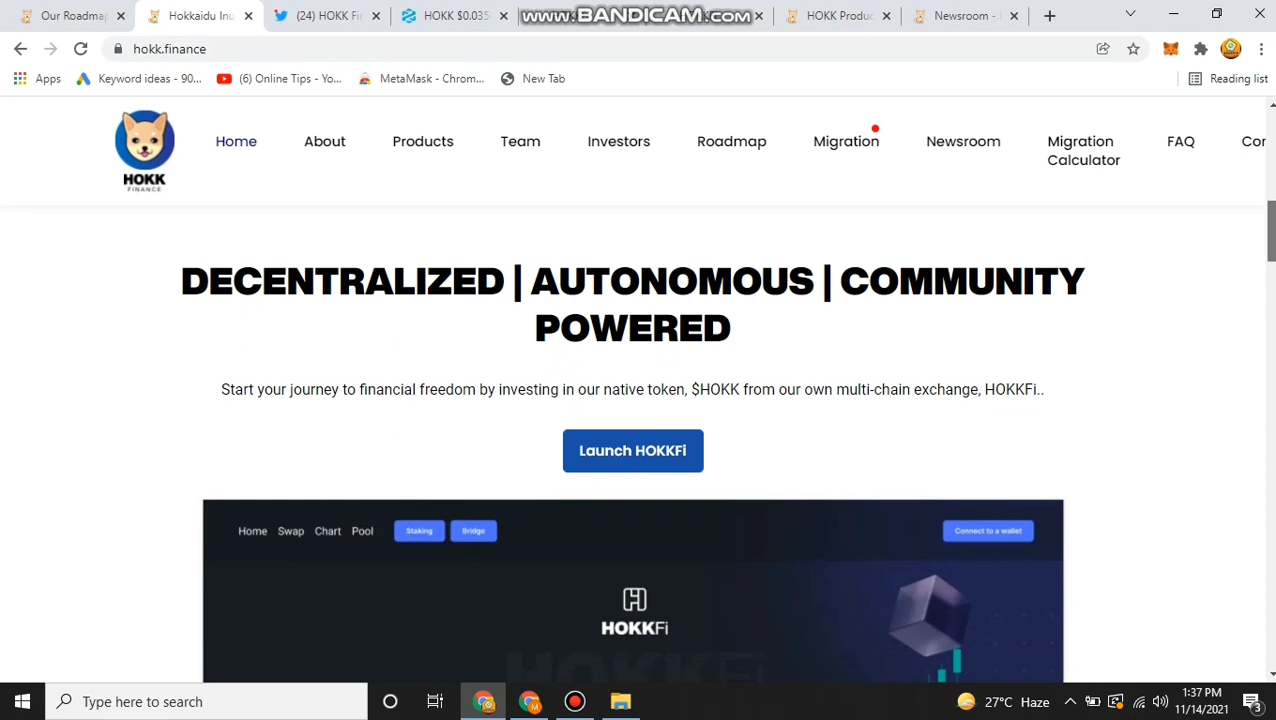 Our Roadmap
Hokkaido Inu
(24) HOKK Fi
HOKK $0.035
www.BANDICAM.com
HOKK Produc
Newsroom -
hokk.finance
Apps
Keyword ideas - 90...
(6) Online Tips - Yo...
MetaMask - Chrom...
New Tab
Reading list
HOKK
FINANCE
Home
About
Products
Team
Investors
Roadmap
Migration
Newsroom
Migration
Calculator
FAQ
Cor
DECENTRALIZED | AUTONOMOUS | COMMUNITY
POWERED
Start your journey to financial freedom by investing in our native token, $HOKK from our own multi-chain exchange, HOKKFi..
Launch HOKKFi
Home Swap Chart Pool Staking Bridge Connect to a wallet
HOKKFi
HOKKFi
Type here to search
27°C Haze
1:37 PM
11/14/2021
3